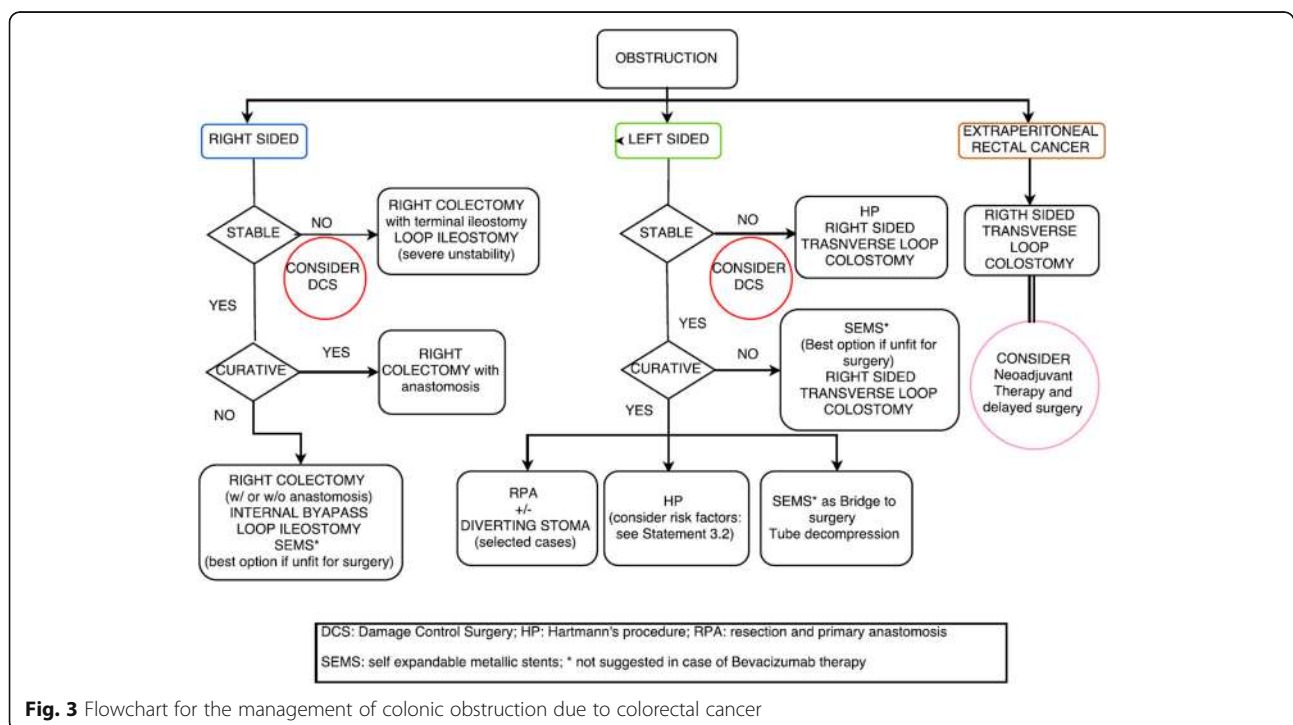 OBSTRUCTION
RIGHT SIDED
LEFT SIDED
EXTRAPERITONEAL
RECTAL CANCER
STABLE
NO
RIGHT COLECTOMY
with terminal ileostomy
LOOP ILEOSTOMY
(severe unstability)
CONSIDER
DCS
YES
CURATIVE
YES
RIGHT
COLECTOMY with
anastomosis
NO
RIGHT COLECTOMY
(w/ or w/o anastomosis)
INTERNAL BYAPASS
LOOP ILEOSTOMY
SEMS*
(best option if unfit for surgery)
STABLE
NO
HP
RIGHT SIDED
TRASNVERSE LOOP
COLOSTOMY
CONSIDER
DCS
YES
CURATIVE
NO
SEMS*
(Best option if unfit for
surgery)
RIGHT SIDED
TRANSVERSE LOOP
COLOSTOMY
YES
RPA
+/-
DIVERTING STOMA
(selected cases)
HP
(consider risk factors:
see Statement 3.2)
SEMS* as Bridge to
surgery
Tube decompression
RIGTH SIDED
TRANSVERSE
LOOP
COLOSTOMY
CONSIDER
Neoadjuvant
Therapy and
delayed surgery
DCS: Damage Control Surgery; HP: Hartmann's procedure; RPA: resection and primary anastomosis
SEMS: self expandable metallic stents; * not suggested in case of Bevacizumab therapy
Fig. 3 Flowchart for the management of colonic obstruction due to colorectal cancer